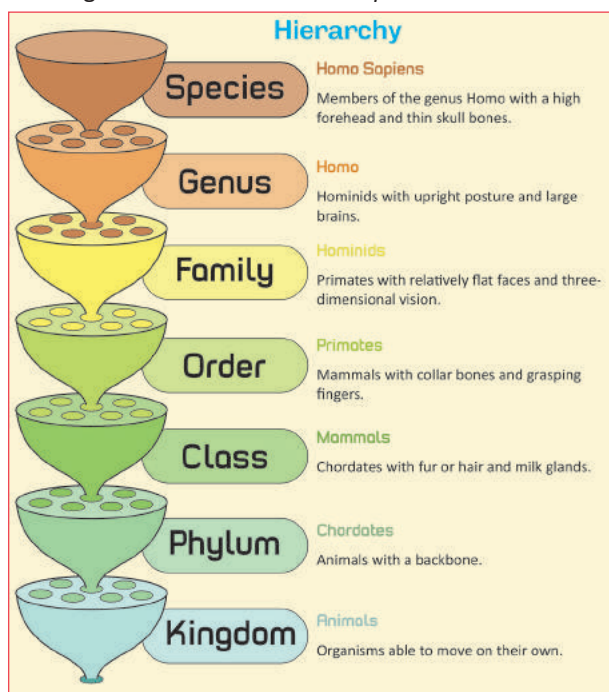 Hierarchy
Species
Homo Sapiens
Members of the genus Homo with a high
forehead and thin skull bones.
Genus
Homo
Hominids with upright posture and large
brains.
Family
Hominids
Primates with relatively flat faces and three-
dimensional vision.
Order
Primates
Mammals with collar bones and grasping
fingers.
Class
Mammals
Chordates with fur or hair and milk glands.
Phylum
Chordates
Animals with a backbone.
Kingdom
Animals
Organisms able to move on their own.